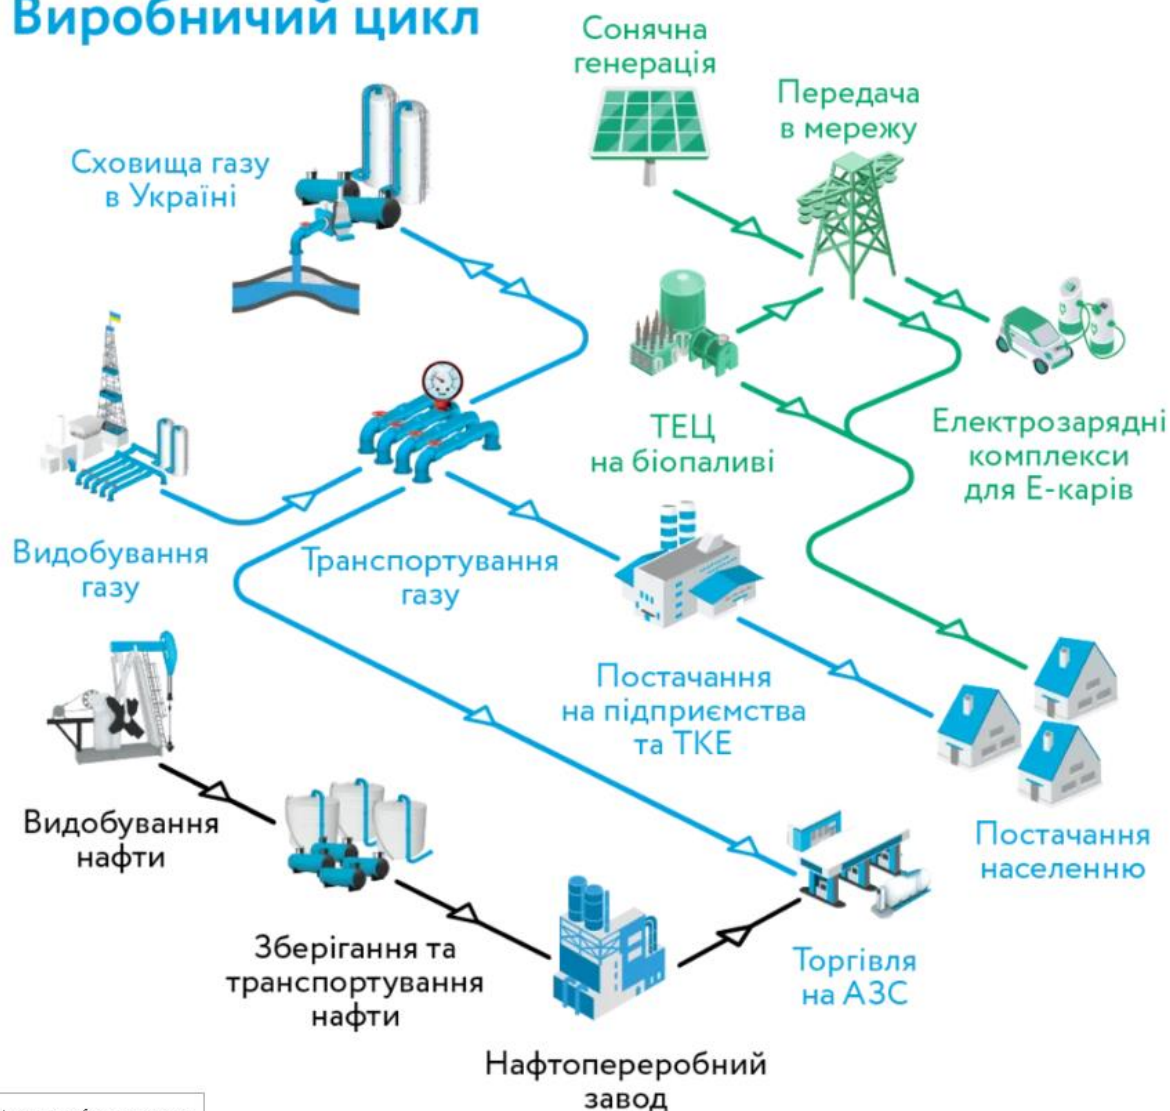 Виробничий цикл
Сонячна
генерація
Передача
в мережу
Сховища газу
в Україні
ТЕЦ
на біопаливі
Електрозарядні
комплекси
для Е-карів
Видобування
газу
Транспортування
газу
Постачання
на підприємства
та ТКЕ
Видобування
нафти
Постачання
населенню
Зберігання та
транспортування
нафти
Торгівля
на АЗС
Нафтопереробний
завод